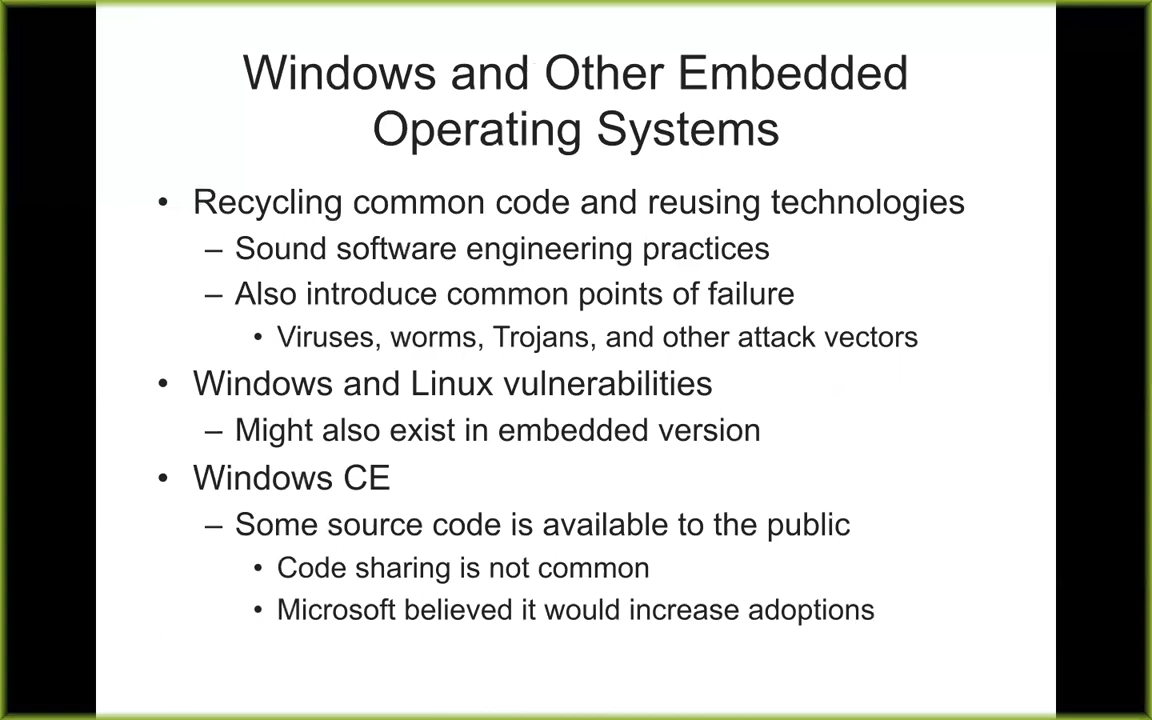 Windows and Other Embedded
Operating Systems
• Recycling common code and reusing technologies
– Sound software engineering practices
– Also introduce common points of failure
• Viruses, worms, Trojans, and other attack vectors
• Windows and Linux vulnerabilities
– Might also exist in embedded version
• Windows CE
– Some source code is available to the public
• Code sharing is not common
• Microsoft believed it would increase adoptions